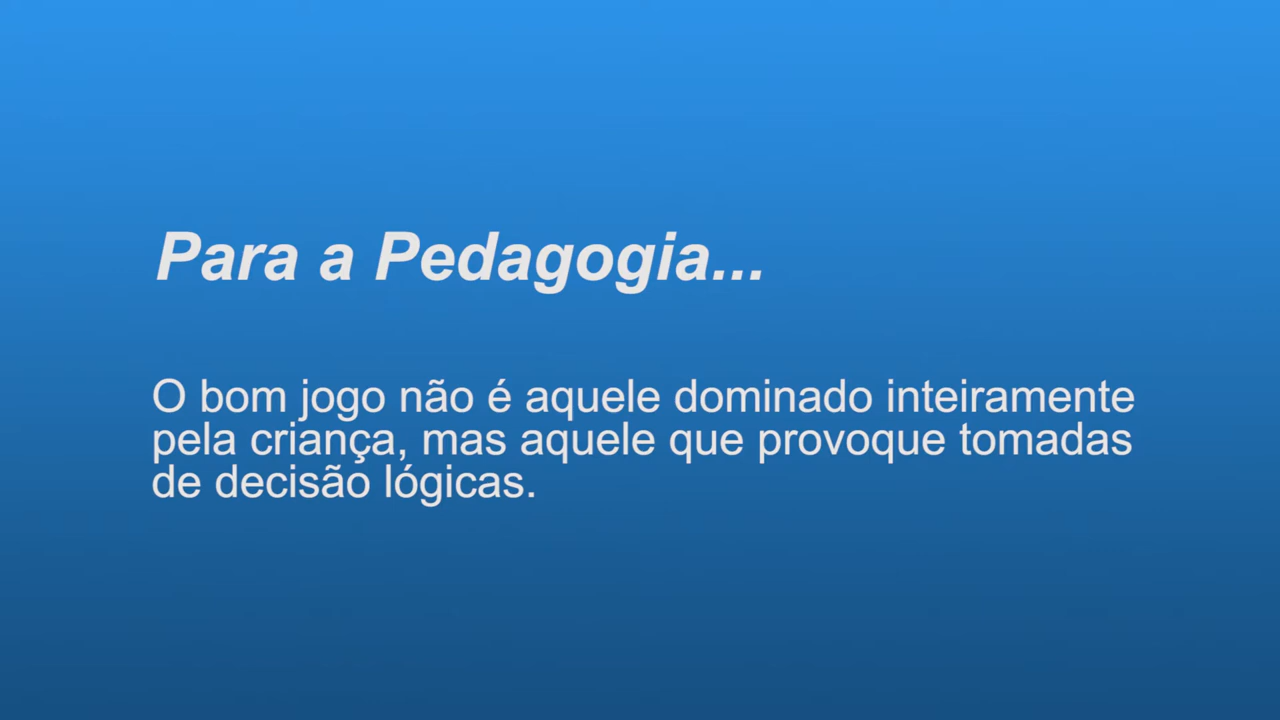 Para a Pedagogia...
O bom jogo não é aquele dominado inteiramente
pela criança, mas aquele que provoque tomadas
de decisão lógicas.